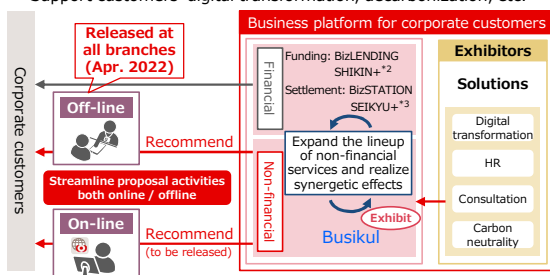 Support customers' digital transformation, decarbonization, etc.
Business platform for corporate customers
Released at
all branches
(Apr. 2022)
Corporate customers
Off-line
Recommend
Streamline proposal activities
both online / offline
On-line
Recommend
(to be released)
Financial
Funding: BizLENDING
SHIKIN+*2
Settlement: BizSTATION
SEIKYU+*3
Non-financial
Expand the lineup
of non-financial
services and realize
synergetic effects
Exhibit
Busikul
Exhibitors
Solutions
Digital
transformation
HR
Consultation
Carbon
neutrality